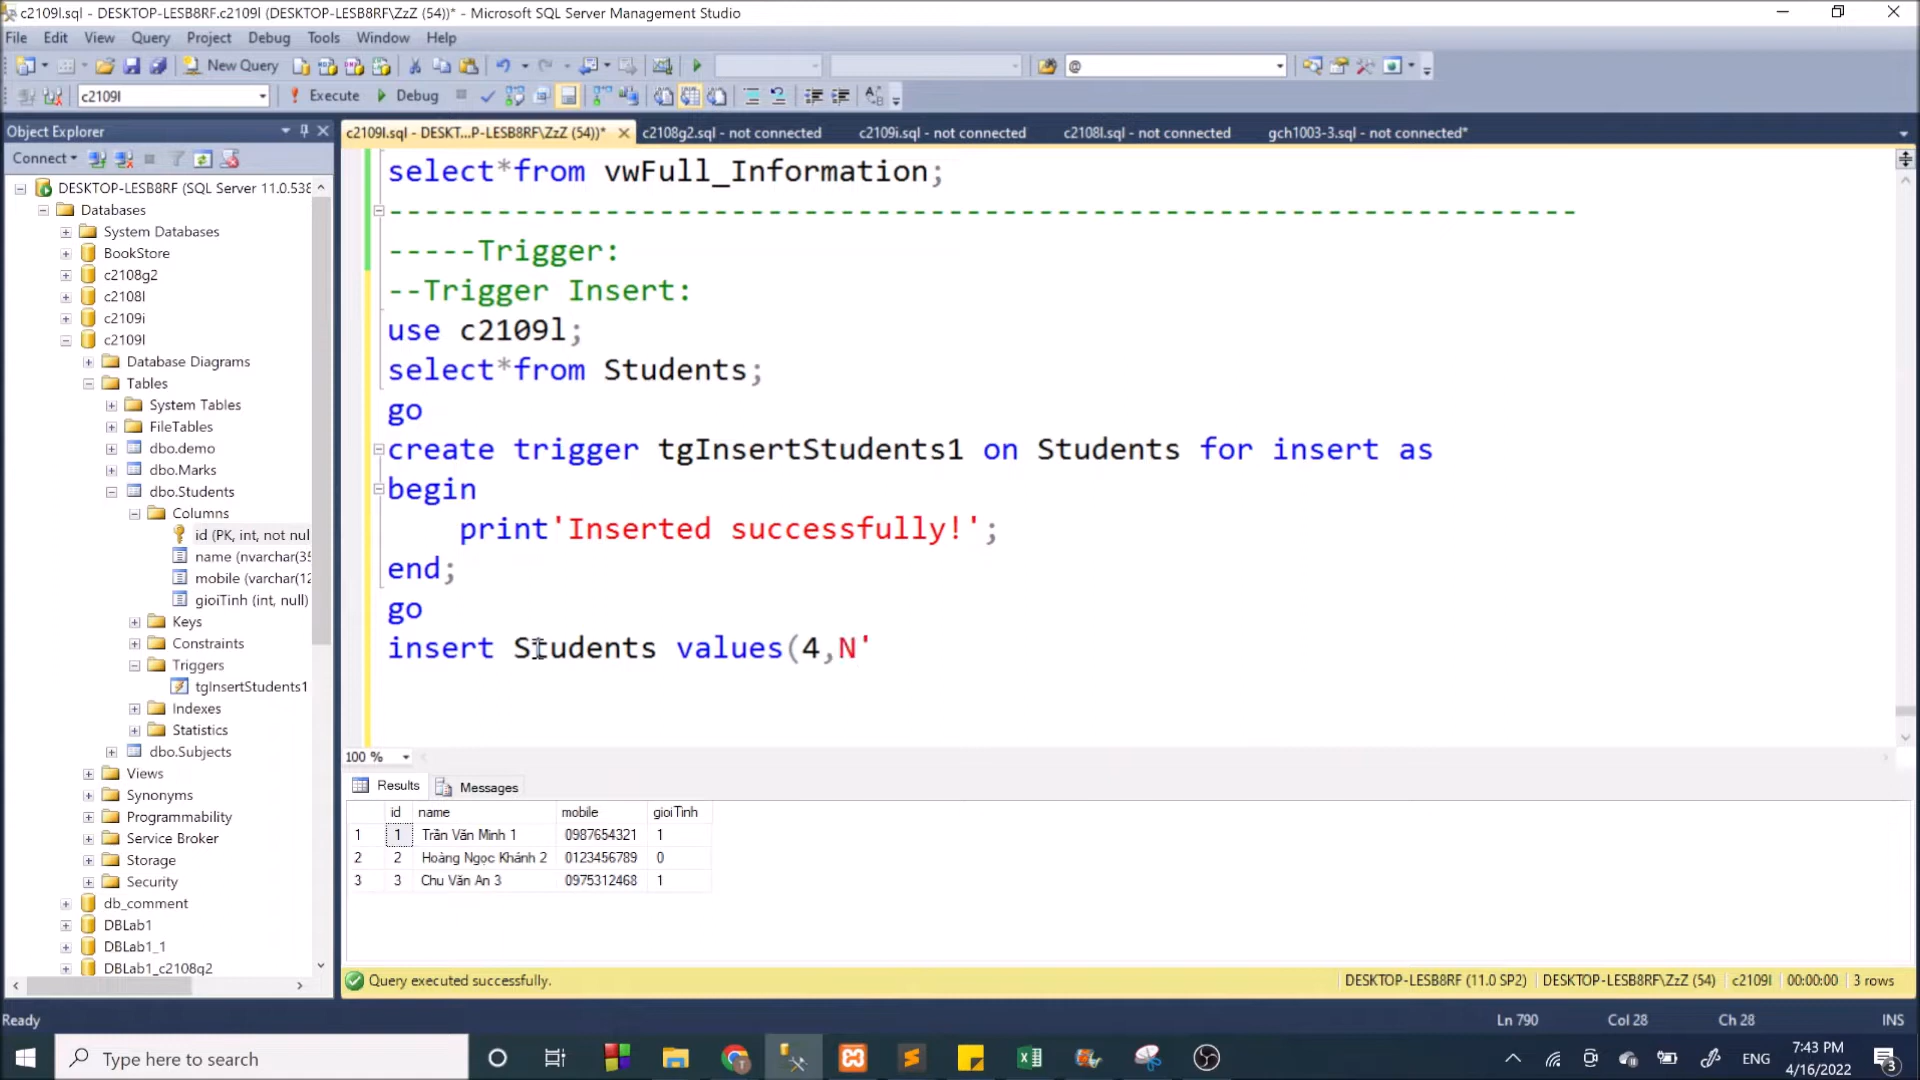 c2109l.sql - DESKTOP-LESB8RF.c2109l (DESKTOP-LESB8RF\ZzZ (54))* - Microsoft SQL Server Management Studio
File Edit View Query Project Debug Tools Window Help
New Query @
c2109l Execute Debug
Object Explorer
Connect
DESKTOP-LESB8RF (SQL Server 11.0.538
Databases
System Databases
BookStore
c2108g2
c2108l
c2109i
c2109l
Database Diagrams
Tables
System Tables
FileTables
dbo.demo
dbo.Marks
dbo.Students
Columns
id (PK, int, not nul
name (nvarchar(35
mobile (varchar(12
gioiTinh (int, null)
Keys
Constraints
Triggers
tgInsertStudents1
Indexes
Statistics
dbo.Subjects
Views
Synonyms
Programmability
Service Broker
Storage
Security
db_comment
DBLab1
DBLab1_1
DBLab1_c2108g2
c2109l.sql - DESKT...P-LESB8RF\ZzZ (54))* c2108g2.sql - not connected c2109i.sql - not connected c2108l.sql - not connected gch1003-3.sql - not connected*
select*from vwFull_Information;
------------------------------------------------------------------
-----Trigger:
--Trigger Insert:
use c2109l;
select*from Students;
go
create trigger tgInsertStudents1 on Students for insert as
begin
print'Inserted successfully!';
end;
go
insert Students values(4,N'
100 %
Results Messages
id name mobile gioiTinh
1 1 Trần Văn Minh 1 0987654321 1
2 2 Hoàng Ngọc Khánh 2 0123456789 0
3 3 Chu Văn An 3 0975312468 1
Query executed successfully. DESKTOP-LESB8RF (11.0 SP2) DESKTOP-LESB8RF\ZzZ (54) c2109l 00:00:00 3 rows
Ready Ln 790 Col 28 Ch 28 INS
Type here to search ENG 7:43 PM
4/16/2022 3